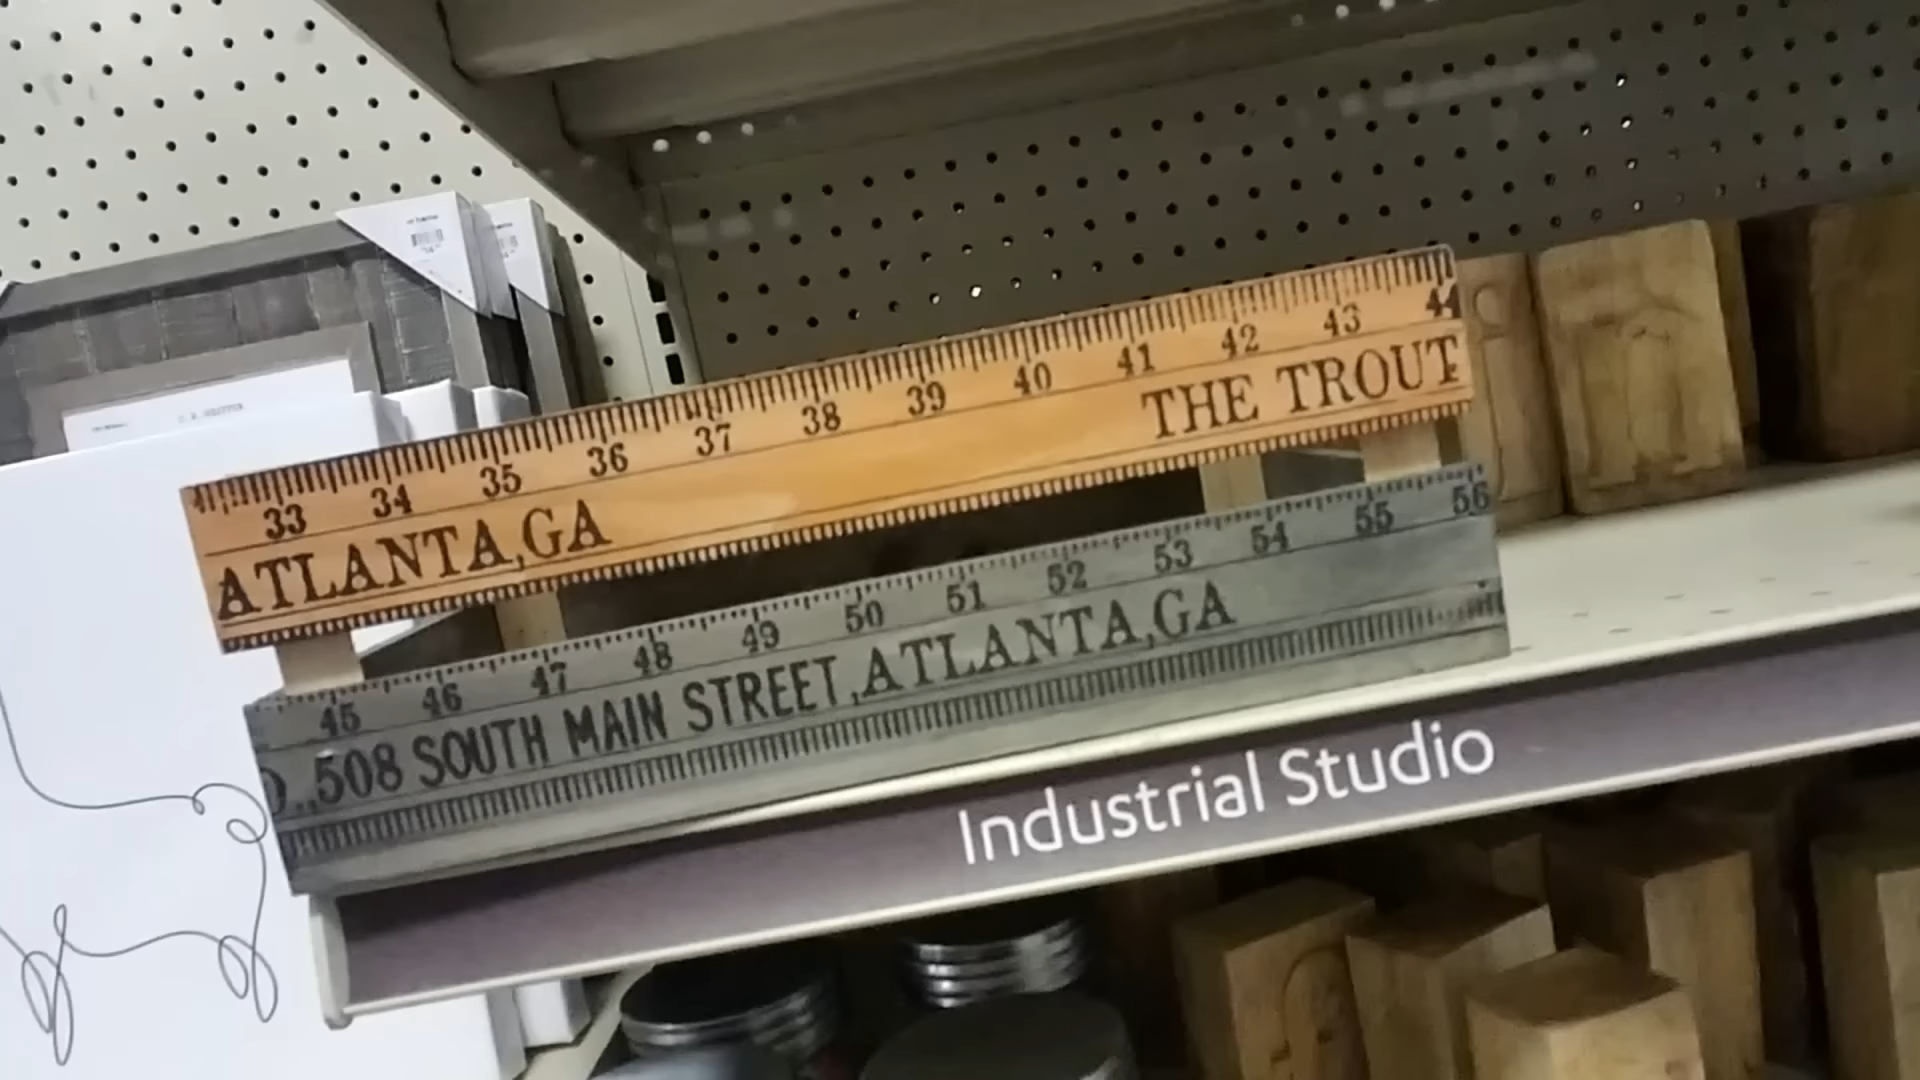 33 34 35 36 37 38 39 40 41 42 43 44
ATLANTA,GA THE TROUT
45 46 47 48 49 50 51 52 53 54 55 56
508 SOUTH MAIN STREET, ATLANTA,GA
Industrial Studio